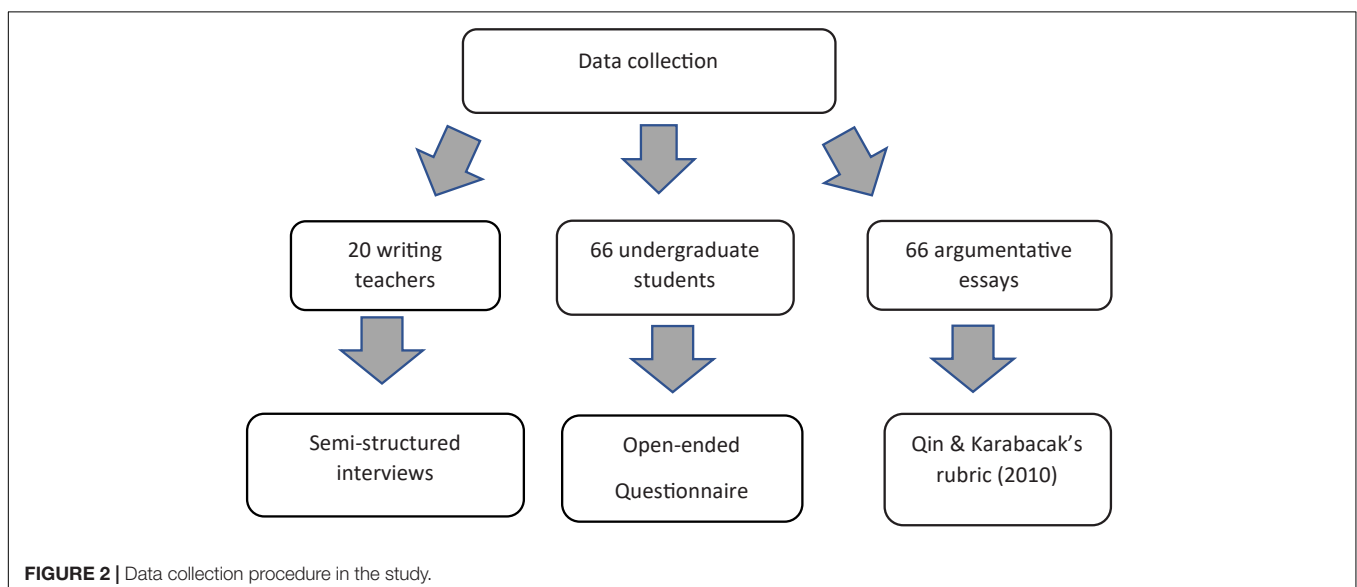 Data collection
20 writing
teachers
66 undergraduate
students
66 argumentative
essays
Semi-structured
interviews
Open-ended
Questionnaire
Qin & Karabacak’s
rubric (2010)
FIGURE 2 | Data collection procedure in the study.